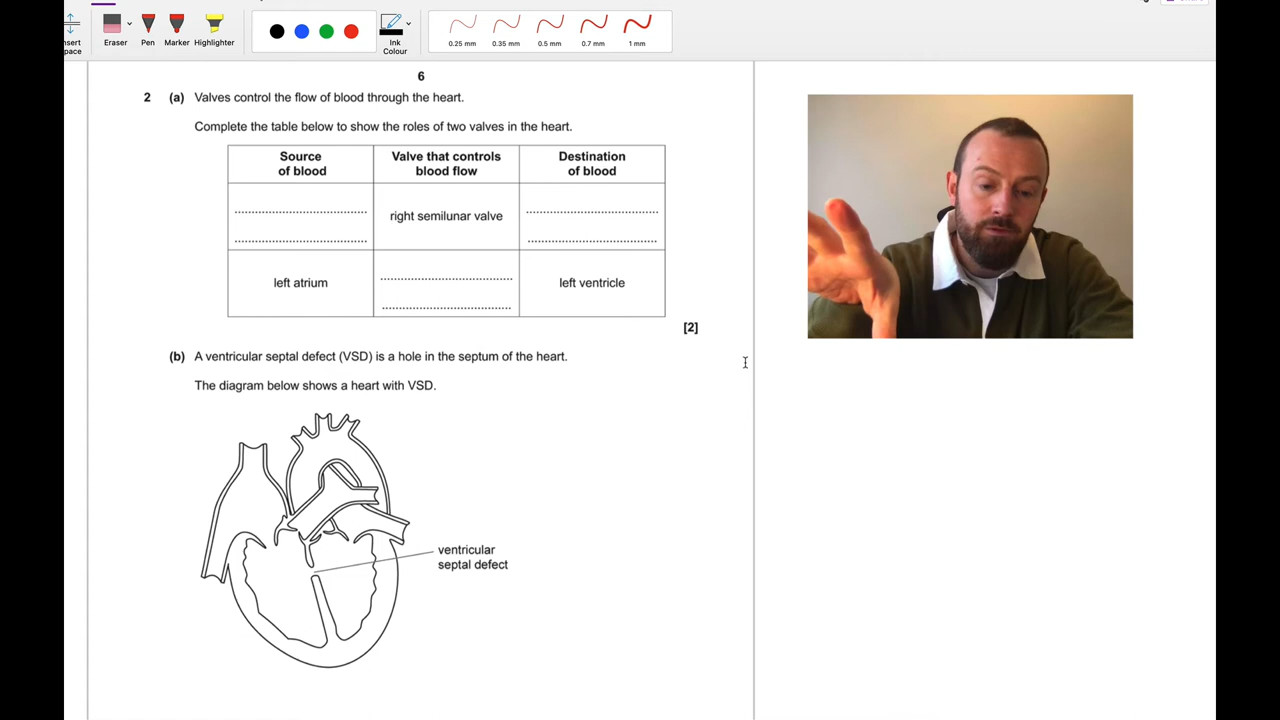 nsert
space
Eraser
Pen
Marker
Highlighter
Ink
Colour
0.25 mm
0.35 mm
0.5 mm
0.7 mm
1 mm
6
2 (a) Valves control the flow of blood through the heart.
Complete the table below to show the roles of two valves in the heart.
Source
of blood
Valve that controls
blood flow
Destination
of blood
right semilunar valve
left atrium
left ventricle
[2]
(b) A ventricular septal defect (VSD) is a hole in the septum of the heart.
The diagram below shows a heart with VSD.
ventricular
septal defect